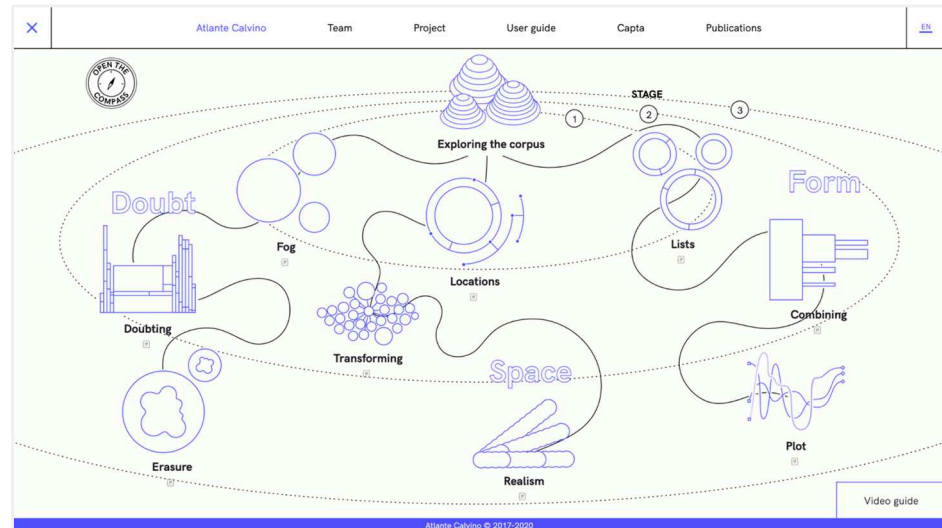 Atlante Calvino
Team
Project
User guide
Capta
Publications
EN
OPEN THE COMPASS
STAGE
1
2
3
Exploring the corpus
Doubt
Form
Fog
Lists
Locations
Doubting
Combining
Transforming
Space
Plot
Erasure
Realism
Video guide
Atlante Calvino © 2017-2020